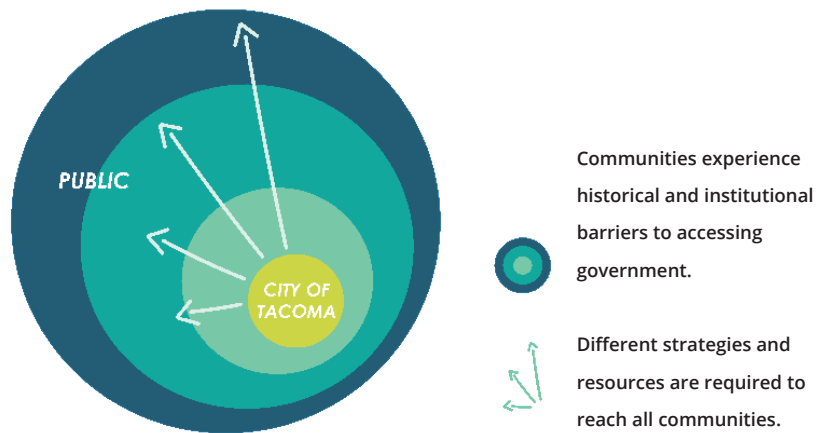 PUBLIC
CITY OF
TACOMA
Communities experience
historical and institutional
barriers to accessing
government.
Different strategies and
resources are required to
reach all communities.